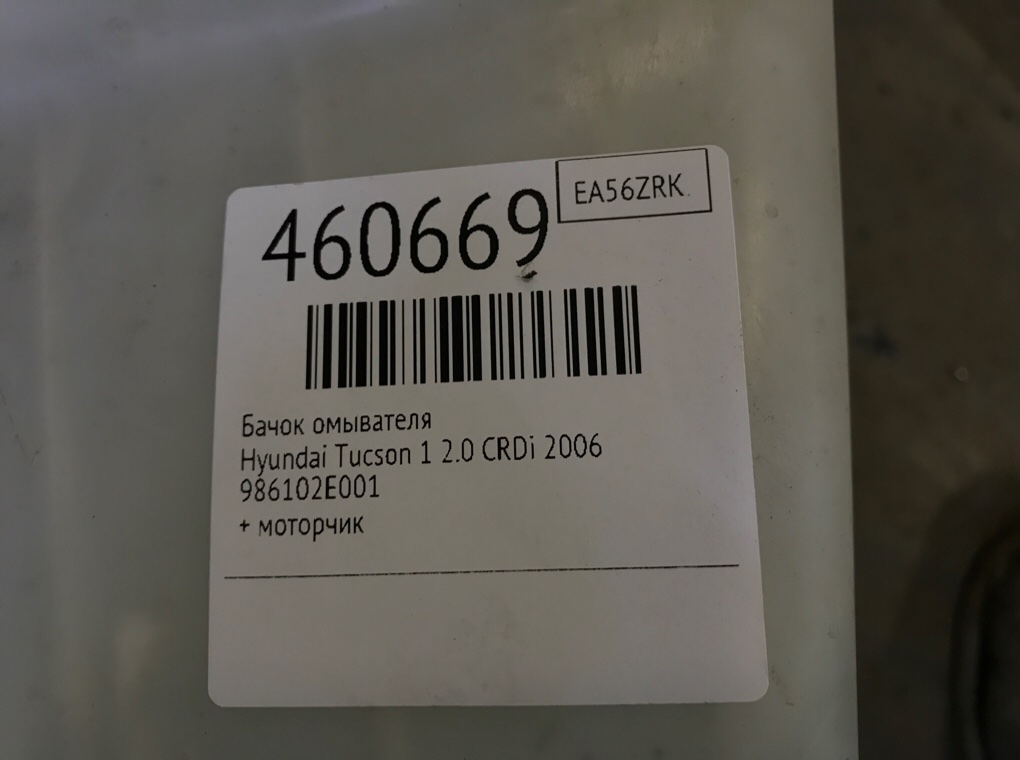 460669
EA56ZRK
Бачок омывателя
Hyundai Tucson 1 2.0 CRDi 2006
986102E001
+ моторчик